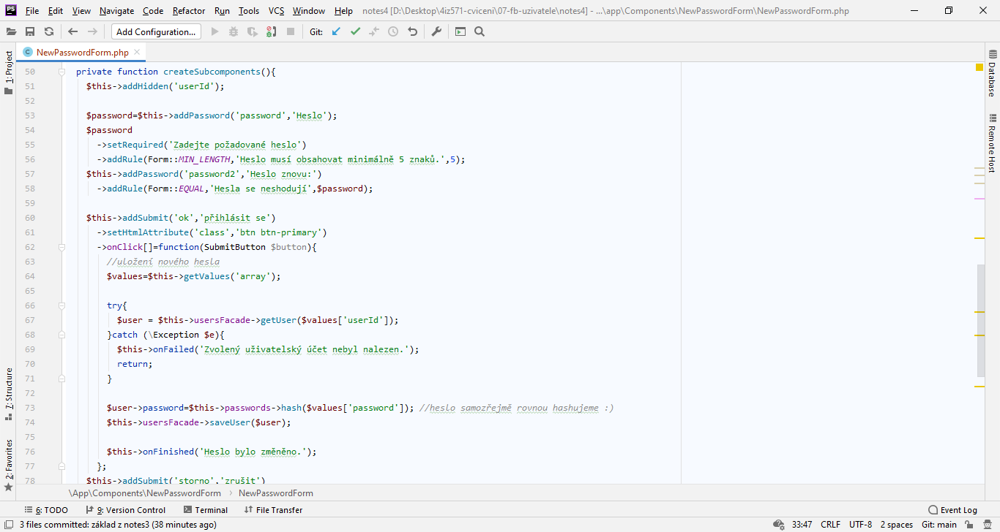 File Edit View Navigate Code Refactor Run Tools VCS Window Help notes4 [D:\Desktop\4iz571-cviceni\07-fb-uzivatele\notes4] - ...\app\Components\NewPasswordForm\NewPasswordForm.php
Add Configuration... Git:
NewPasswordForm.php
1: Project
7: Structure
2: Favorites
Database
Remote Host
50 private function createSubcomponents(){
51 $this->addHidden('userId');
52
53 $password=$this->addPassword('password','Heslo');
54 $password
55 ->setRequired('Zadejte požadované heslo')
56 ->addRule(Form::MIN_LENGTH,'Heslo musí obsahovat minimálně 5 znaků.',5);
57 $this->addPassword('password2','Heslo znovu:')
58 ->addRule(Form::EQUAL,'Hesla se neshodují',$password);
59
60 $this->addSubmit('ok','přihlásit se')
61 ->setHtmlAttribute('class','btn btn-primary')
62 ->onClick[]=function(SubmitButton $button){
63 //uložení nového hesla
64 $values=$this->getValues('array');
65
66 try{
67 $user = $this->usersFacade->getUser($values['userId']);
68 }catch (\Exception $e){
69 $this->onFailed('Zvolený uživatelský účet nebyl nalezen.');
70 return;
71 }
72
73 $user->password=$this->passwords->hash($values['password']); //heslo samozřejmě rovnou hashujeme :)
74 $this->usersFacade->saveUser($user);
75
76 $this->onFinished('Heslo bylo změněno.');
77 };
78 $this->addSubmit('storno','zrušit')
\App\Components\NewPasswordForm › NewPasswordForm
6: TODO 9: Version Control Terminal File Transfer Event Log
3 files committed: základ z notes3 (38 minutes ago) 33:47 CRLF UTF-8 2 spaces Git: main